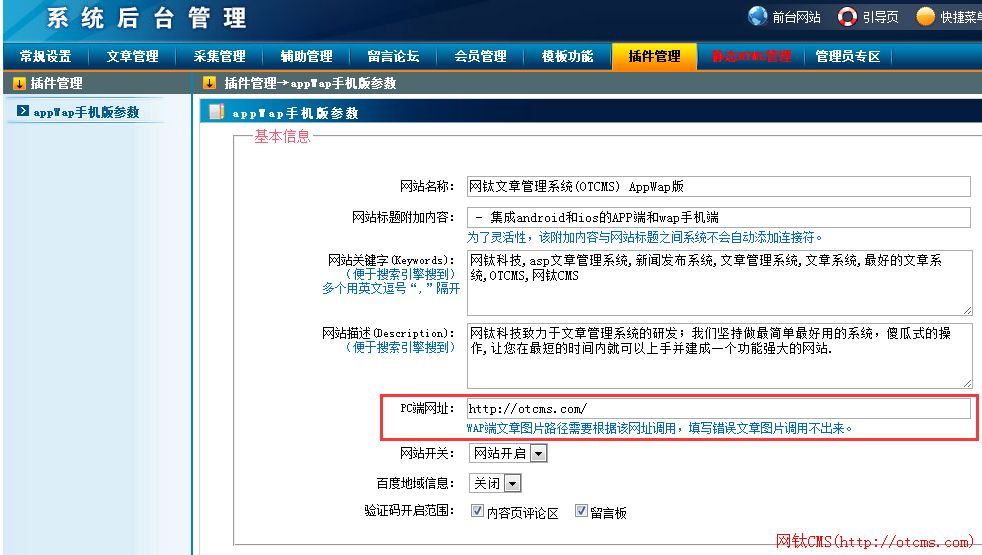 系统后台管理
前台网站 引导页 快捷菜单
常规设置 文章管理 采集管理 辅助管理 留言论坛 会员管理 模板功能 插件管理 静态HTML管理 管理员专区
插件管理 插件管理→appWap手机版参数
appWap手机版参数
appWap手机版参数
基本信息
网站名称: 网钛文章管理系统(OTCMS) AppWap版
网站标题附加内容: - 集成android和ios的APP端和wap手机端
为了灵活性，该附加内容与网站标题之间系统不会自动添加连接符。
网站关键字(Keywords):
(便于搜索引擎搜到)
多个用英文逗号“,”隔开
网钛科技,asp文章管理系统,新闻发布系统,文章管理系统,文章系统,最好的文章系
统,OTCMS,网钛CMS
网站描述(Description):
(便于搜索引擎搜到)
网钛科技致力于文章管理系统的研发；我们坚持做最简单最好用的系统，傻瓜式的操
作,让您在最短的时间内就可以上手并建成一个功能强大的网站.
PC端网址: http://otcms.com/
WAP端文章图片路径需要根据该网址调用，填写错误文章图片调用不出来。
网站开关: 网站开启
百度地域信息: 关闭
验证码开启范围: 内容页评论区 留言板
网钛CMS(http://otcms.com)